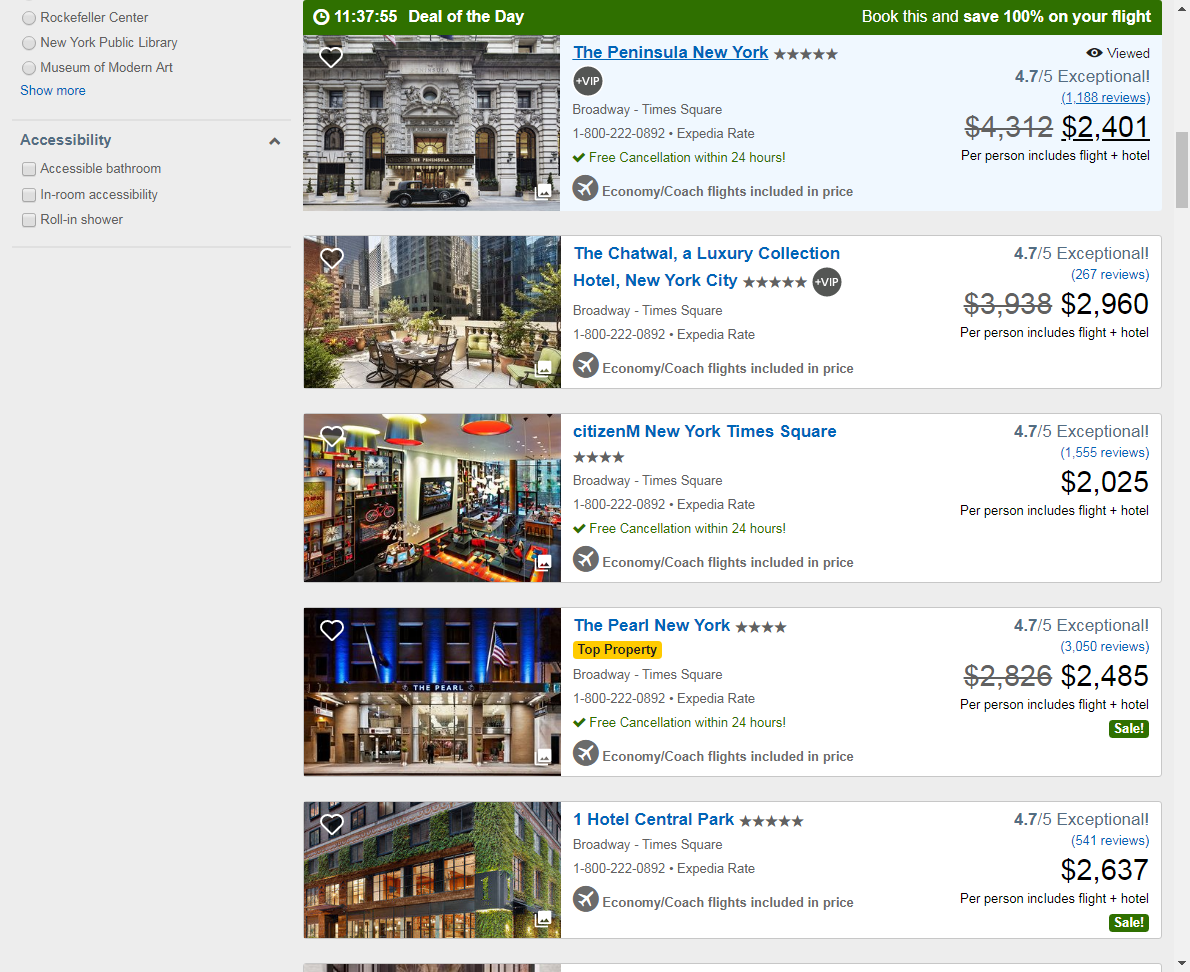 Rockefeller Center
New York Public Library
Museum of Modern Art
Show more
Accessibility
Accessible bathroom
In-room accessibility
Roll-in shower
11:37:55 Deal of the Day
Book this and save 100% on your flight
THE PENINSULA
The Peninsula New York
+VIP
Broadway - Times Square
1-800-222-0892 • Expedia Rate
Free Cancellation within 24 hours!
Economy/Coach flights included in price
Viewed
4.7/5 Exceptional!
(1,188 reviews)
$4,312 $2,401
Per person includes flight + hotel
The Chatwal, a Luxury Collection
Hotel, New York City +VIP
Broadway - Times Square
1-800-222-0892 • Expedia Rate
Economy/Coach flights included in price
4.7/5 Exceptional!
(267 reviews)
$3,938 $2,960
Per person includes flight + hotel
citizenM New York Times Square
Broadway - Times Square
1-800-222-0892 • Expedia Rate
Free Cancellation within 24 hours!
Economy/Coach flights included in price
4.7/5 Exceptional!
(1,555 reviews)
$2,025
Per person includes flight + hotel
THE PEARL
The Pearl New York
Top Property
Broadway - Times Square
1-800-222-0892 • Expedia Rate
Free Cancellation within 24 hours!
Economy/Coach flights included in price
4.7/5 Exceptional!
(3,050 reviews)
$2,826 $2,485
Per person includes flight + hotel
Sale!
1 Hotel Central Park
Broadway - Times Square
1-800-222-0892 • Expedia Rate
Economy/Coach flights included in price
4.7/5 Exceptional!
(541 reviews)
$2,637
Per person includes flight + hotel
Sale!